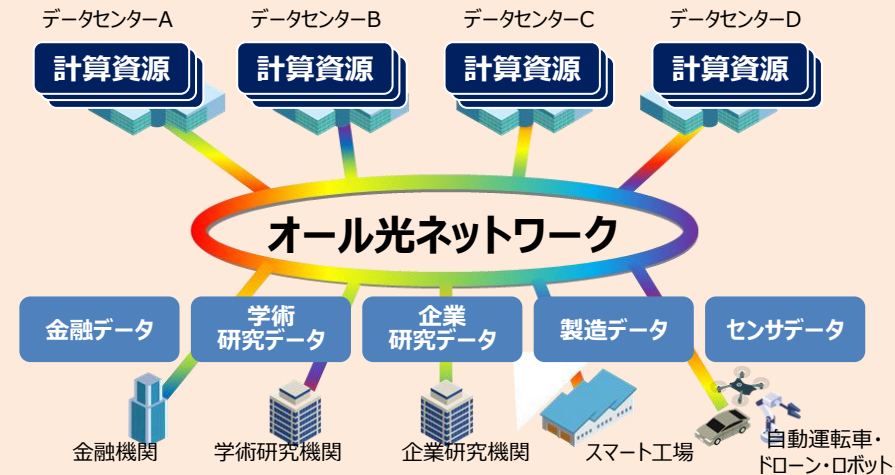 データセンターA
データセンターB
データセンターC
データセンターD
計算資源
計算資源
計算資源
計算資源
オール光ネットワーク
金融データ
学術
研究データ
企業
研究データ
製造データ
センサデータ
金融機関
学術研究機関
企業研究機関
スマート工場
自動運転車・
ドローン・ロボット